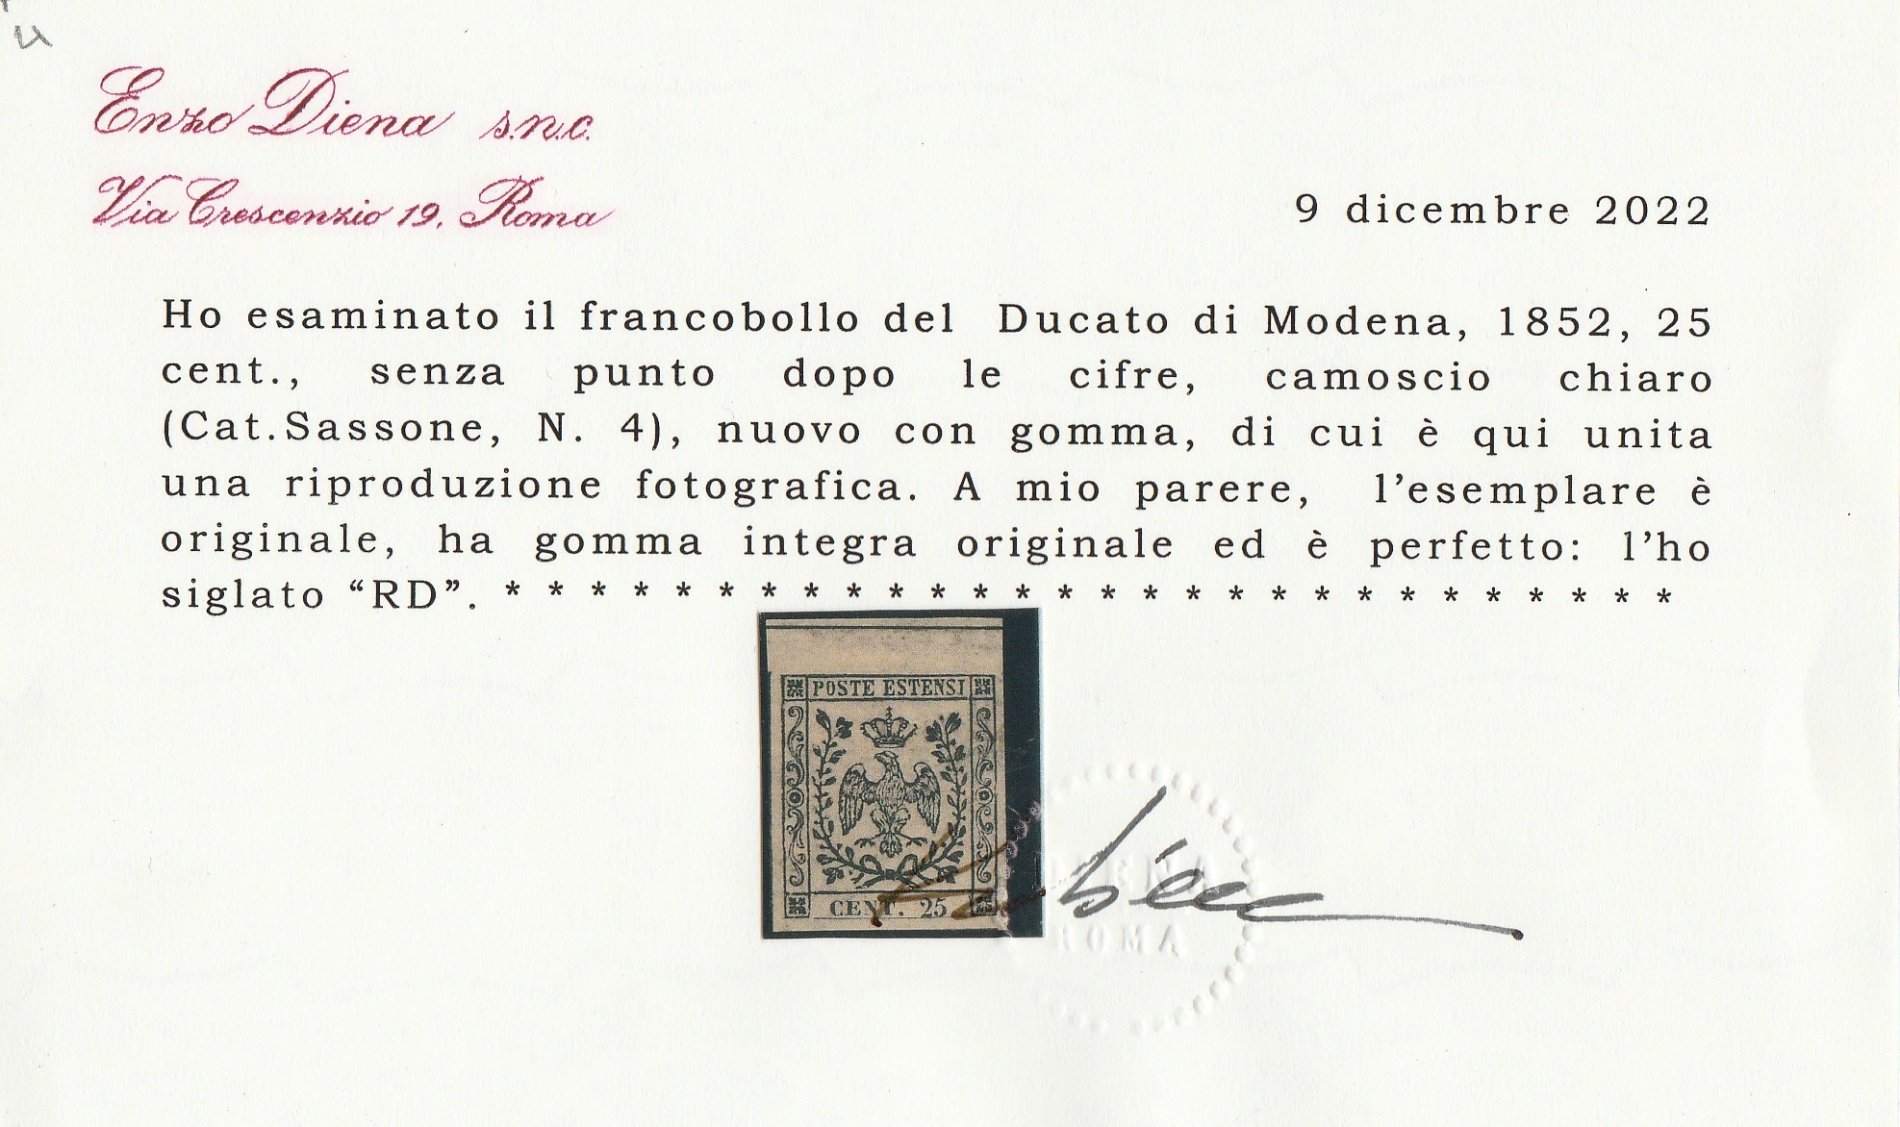 Enzo Diena s.n.c.
Via Crescenzio 19, Roma
9 dicembre 2022
Ho esaminato il francobollo del Ducato di Modena, 1852, 25
cent., senza punto dopo le cifre, camoscio chiaro
(Cat.Sassone, N. 4), nuovo con gomma, di cui è qui unita
una riproduzione fotografica. A mio parere, l'esemplare è
originale, ha gomma integra originale ed è perfetto: l'ho
siglato “RD”. * * * * * * * * * * * * * * * * * * * * * * * * * * * *
POSTE ESTENSI
CENT. 25
DIENA
ROMA